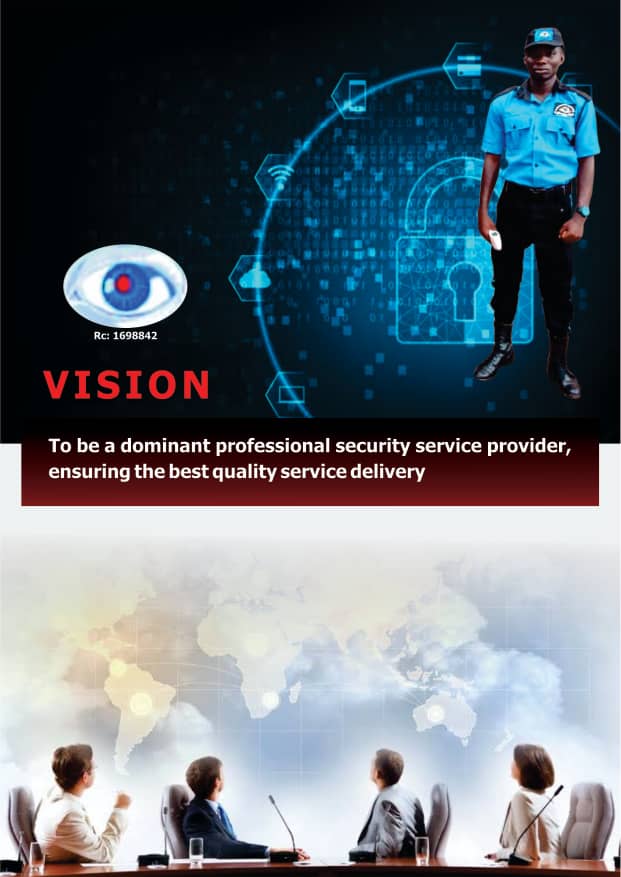 Rc: 1698842
VISION
To be a dominant professional security service provider,
ensuring the best quality service delivery